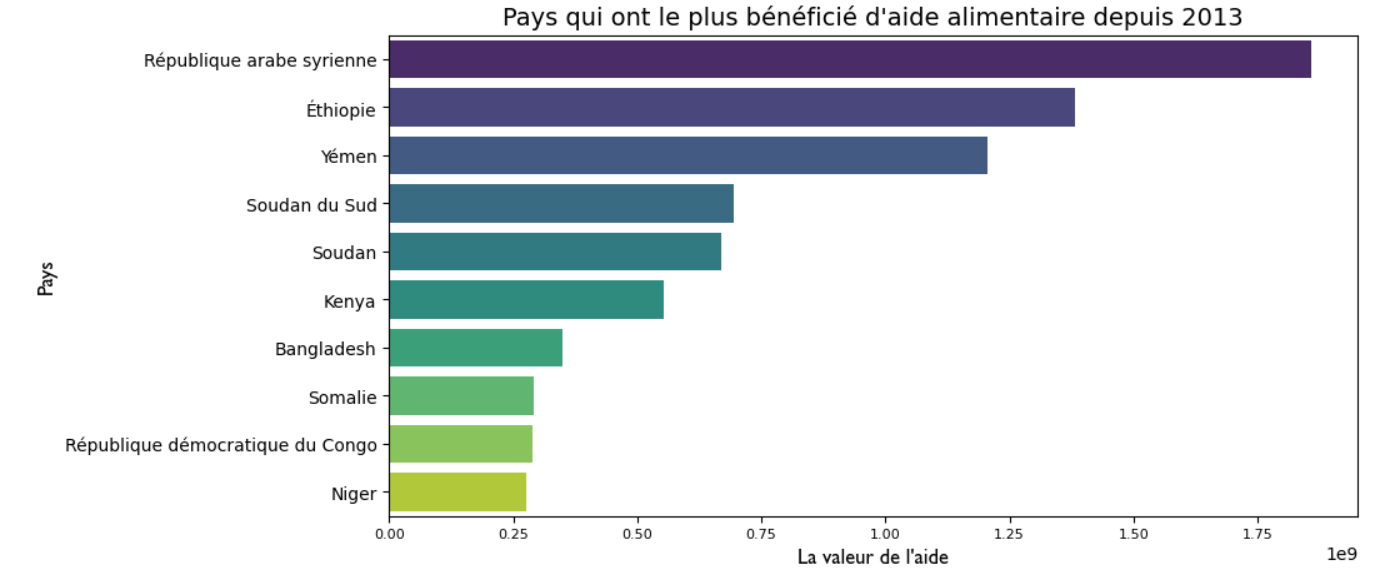 Pays qui ont le plus bénéficié d'aide alimentaire depuis 2013
République arabe syrienne
Éthiopie
Yémen
Soudan du Sud
Soudan
Kenya
Bangladesh
Somalie
République démocratique du Congo
Niger
Pays
0.00 0.25 0.50 0.75 1.00 1.25 1.50 1.75
La valeur de l'aide
1e9